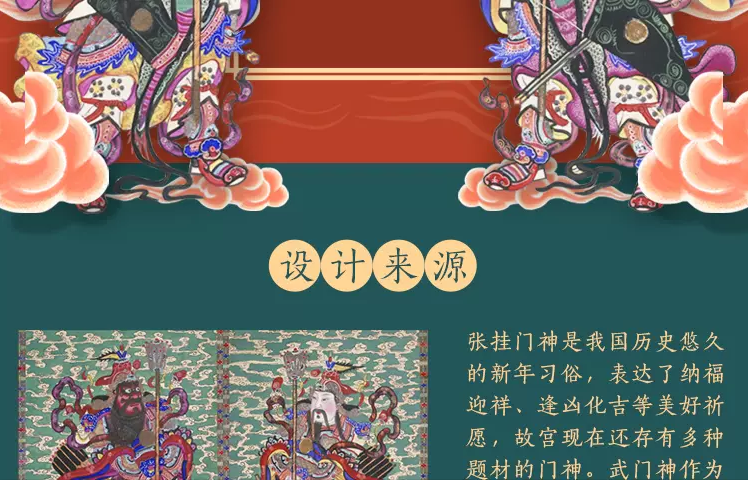 设计来源
张挂门神是我国历史悠久
的新年习俗，表达了纳福
迎祥、逢凶化吉等美好祈
愿，故宫现在还存有多种
题材的门神。武门神作为